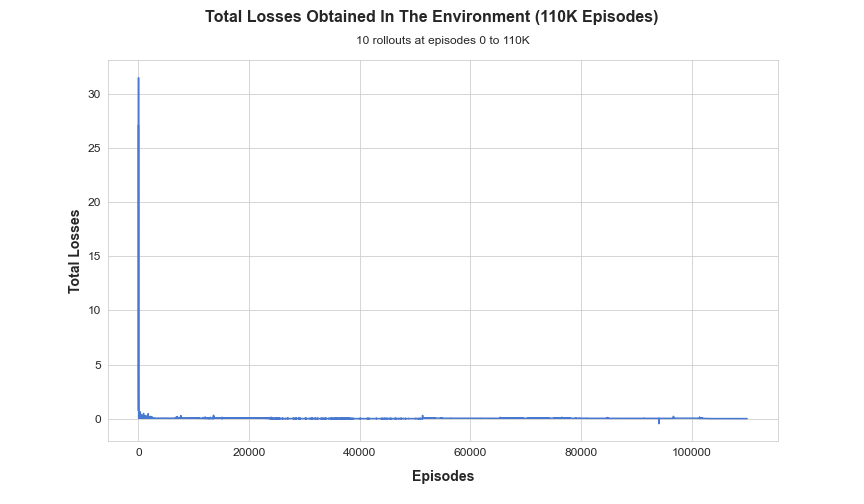 Total Losses Obtained In The Environment (110K Episodes)
10 rollouts at episodes 0 to 110K
30
25
20
15
10
5
0
Total Losses
0 20000 40000 60000 80000 100000
Episodes